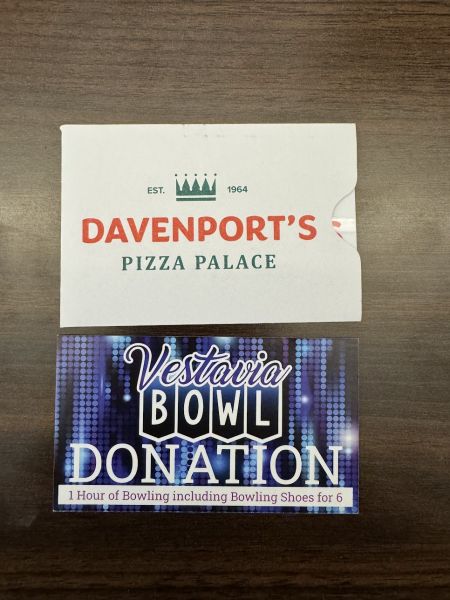 EST. 1964
DAVENPORT'S
PIZZA PALACE
Vestavia
BOWL
DONATION
1 Hour of Bowling including Bowling Shoes for 6